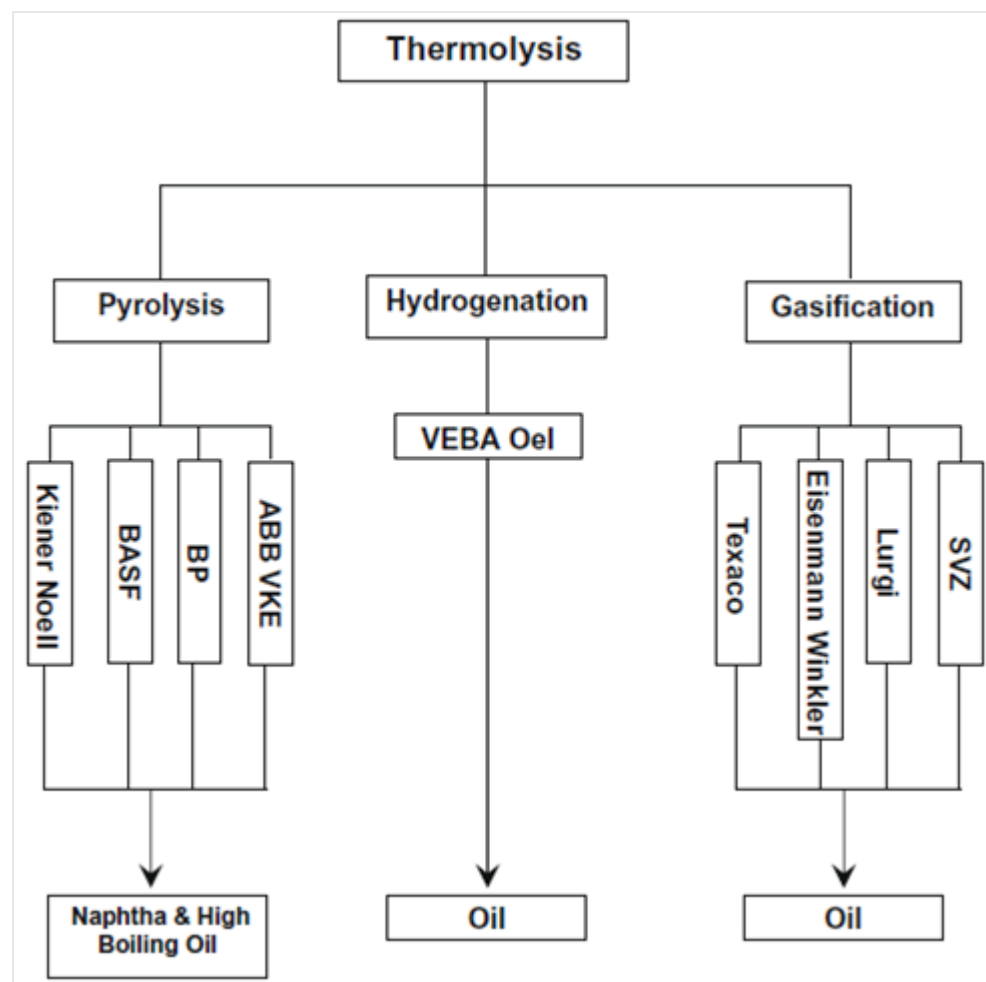 Thermolysis
Pyrolysis
Hydrogenation
Gasification
VEBA Oel
Kiener Noell
BASF
BP
ABB VKE
Texaco
Eisenmann Winkler
Lurgi
SVZ
Naphtha & High
Boiling Oil
Oil
Oil